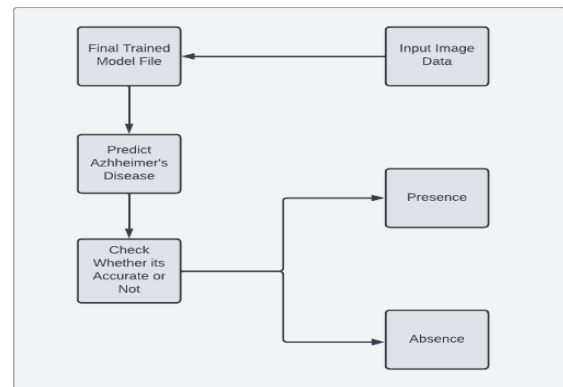 Final Trained
Model File
Input Image
Data
Predict
Azhheimer's
Disease
Presence
Check
Whether its
Accurate or
Not
Absence